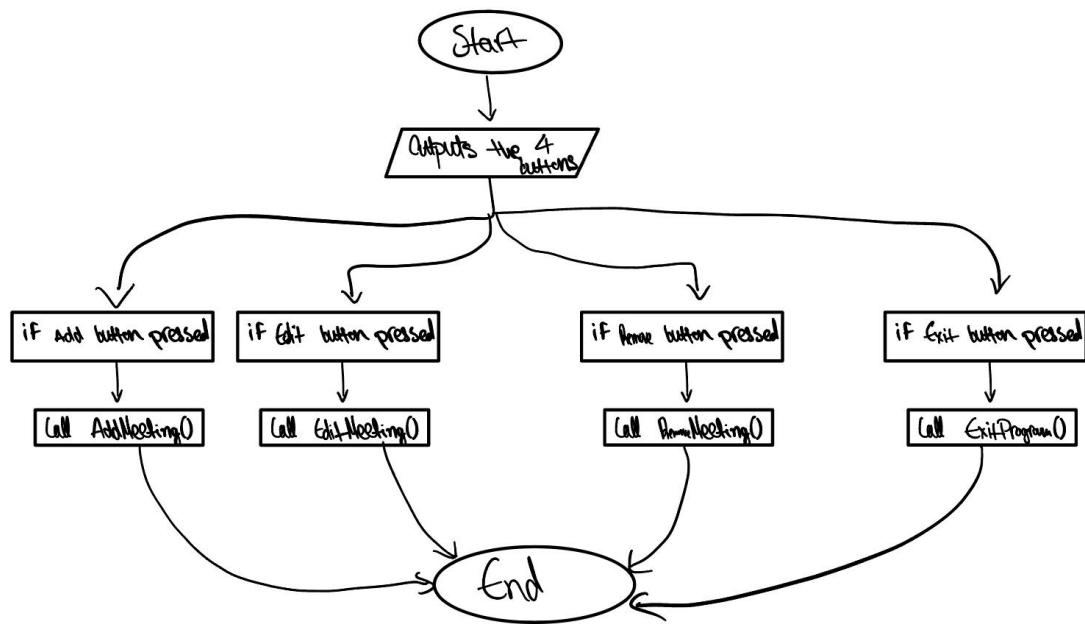 Start
Outputs the 4
buttons
if Add button pressed
if Edit button pressed
if Remove button pressed
if Exit button pressed
Call AddMeeting()
Call EditMeeting()
Call RemoveMeeting()
Call ExitProgram()
End